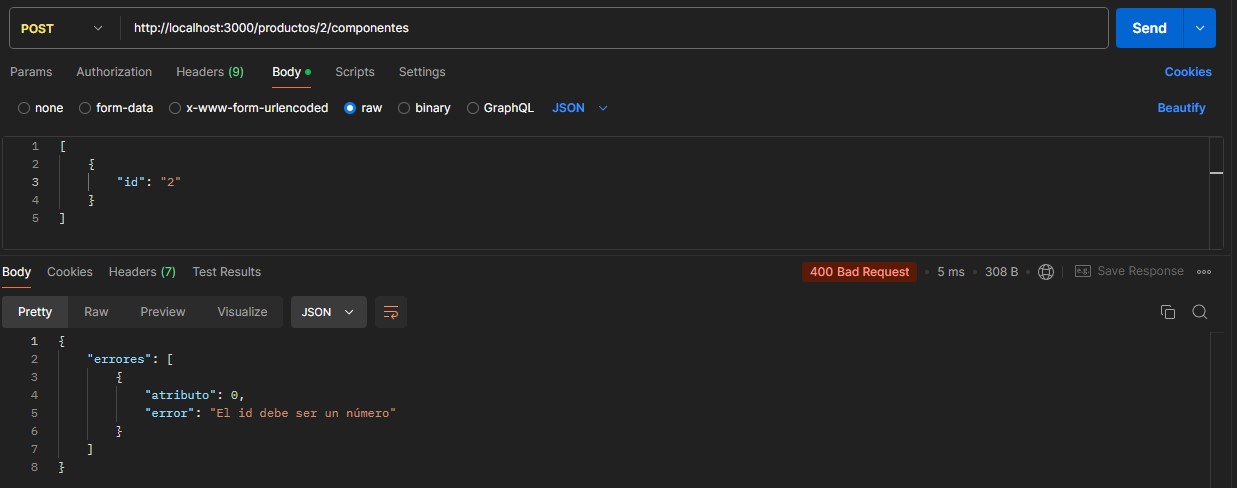 POST http://localhost:3000/productos/2/componentes Send
Params Authorization Headers (9) Body Scripts Settings Cookies
none form-data x-www-form-urlencoded raw binary GraphQL JSON Beautify
1 [
2 {
3 "id": "2"
4 }
5 ]
Body Cookies Headers (7) Test Results 400 Bad Request • 5 ms • 308 B • e.g. Save Response
Pretty Raw Preview Visualize JSON
1 {
2 "errores": [
3 {
4 "atributo": 0,
5 "error": "El id debe ser un número"
6 }
7 ]
8 }